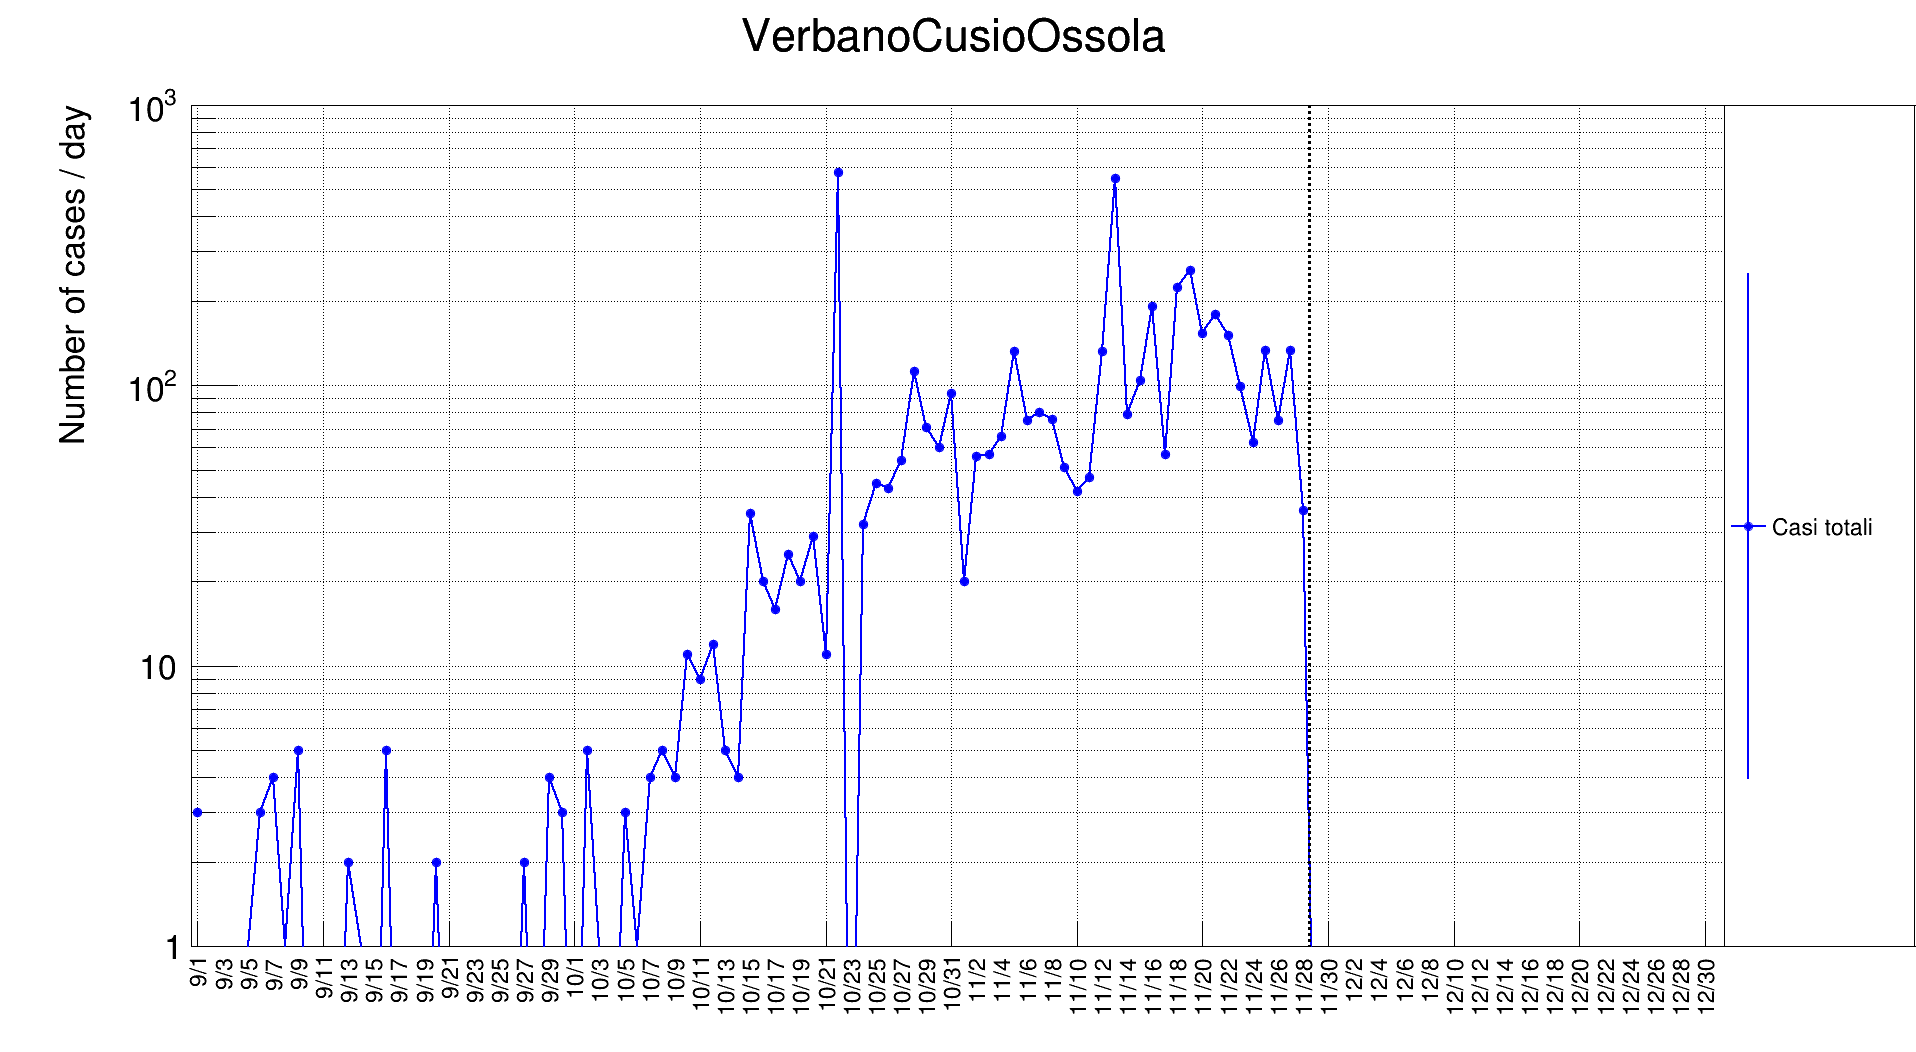 VerbanoCusioOssola
Number of cases / day
10³
10²
10
1
9/1 9/3 9/5 9/7 9/9 9/11 9/13 9/15 9/17 9/19 9/21 9/23 9/25 9/27 9/29 10/1 10/3 10/5 10/7 10/9 10/11 10/13 10/15 10/17 10/19 10/21 10/23 10/25 10/27 10/29 10/31 11/2 11/4 11/6 11/8 11/10 11/12 11/14 11/16 11/18 11/20 11/22 11/24 11/26 11/28 11/30 12/2 12/4 12/6 12/8 12/10 12/12 12/14 12/16 12/18 12/20 12/22 12/24 12/26 12/28 12/30
Casi totali